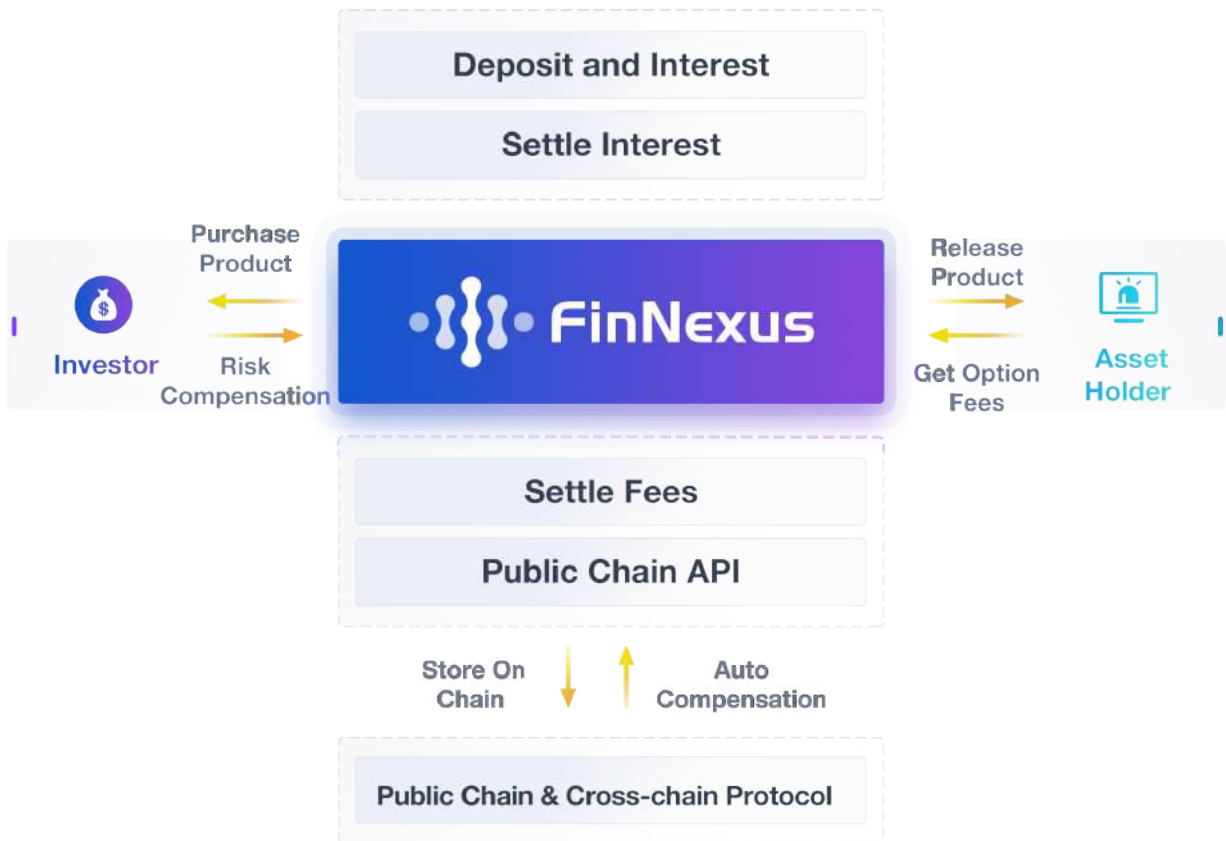 Deposit and Interest
Settle Interest
Purchase
Product
FinNexus
Release
Product
$
Investor
Risk
Compensation
Asset
Holder
Get Option
Fees
Settle Fees
Public Chain API
Store On
Chain
Auto
Compensation
Public Chain & Cross-chain Protocol